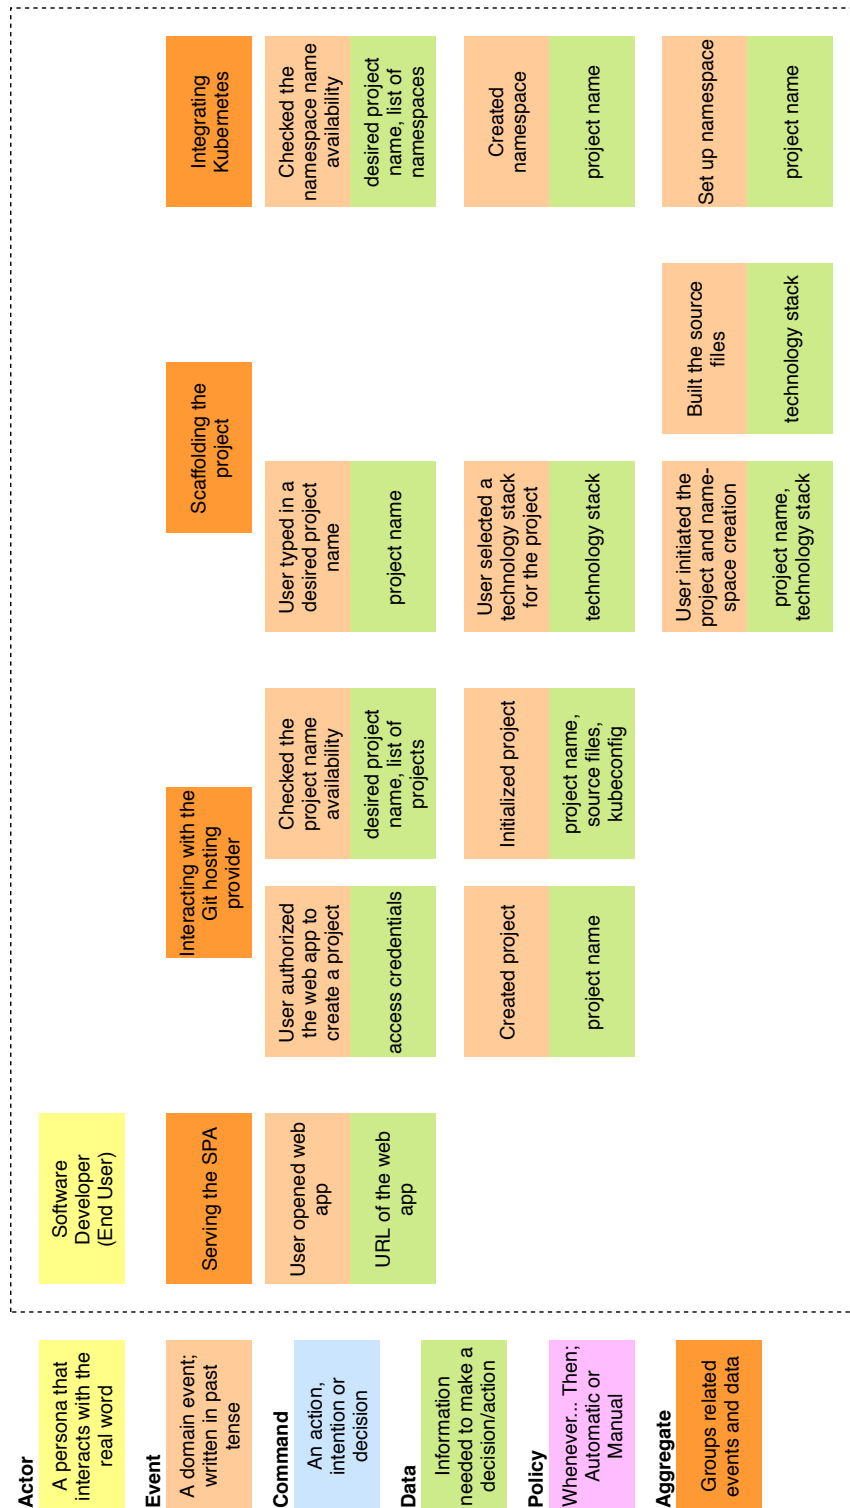 Actor
A persona that
interacts with the
real word
Event
A domain event;
written in past
tense
Command
An action,
intention or
decision
Data
Information
needed to make a
decision/action
Policy
Whenever... Then;
Automatic or
Manual
Aggregate
Groups related
events and data
Software
Developer
(End User)
Serving the SPA
User opened web
app
URL of the web
app
Interacting with the
Git hosting
provider
User authorized
the web app to
create a project
access credentials
Checked the
project name
availability
desired project
name, list of
projects
Created project
project name
Initialized project
project name,
source files,
kubeconfig
Scaffolding the
project
User typed in a
desired project
name
project name
User selected a
technology stack
for the project
technology stack
User initiated the
project and name-
space creation
project name,
technology stack
Built the source
files
technology stack
Integrating
Kubernetes
Checked the
namespace name
availability
desired project
name, list of
namespaces
Created
namespace
project name
Set up namespace
project name